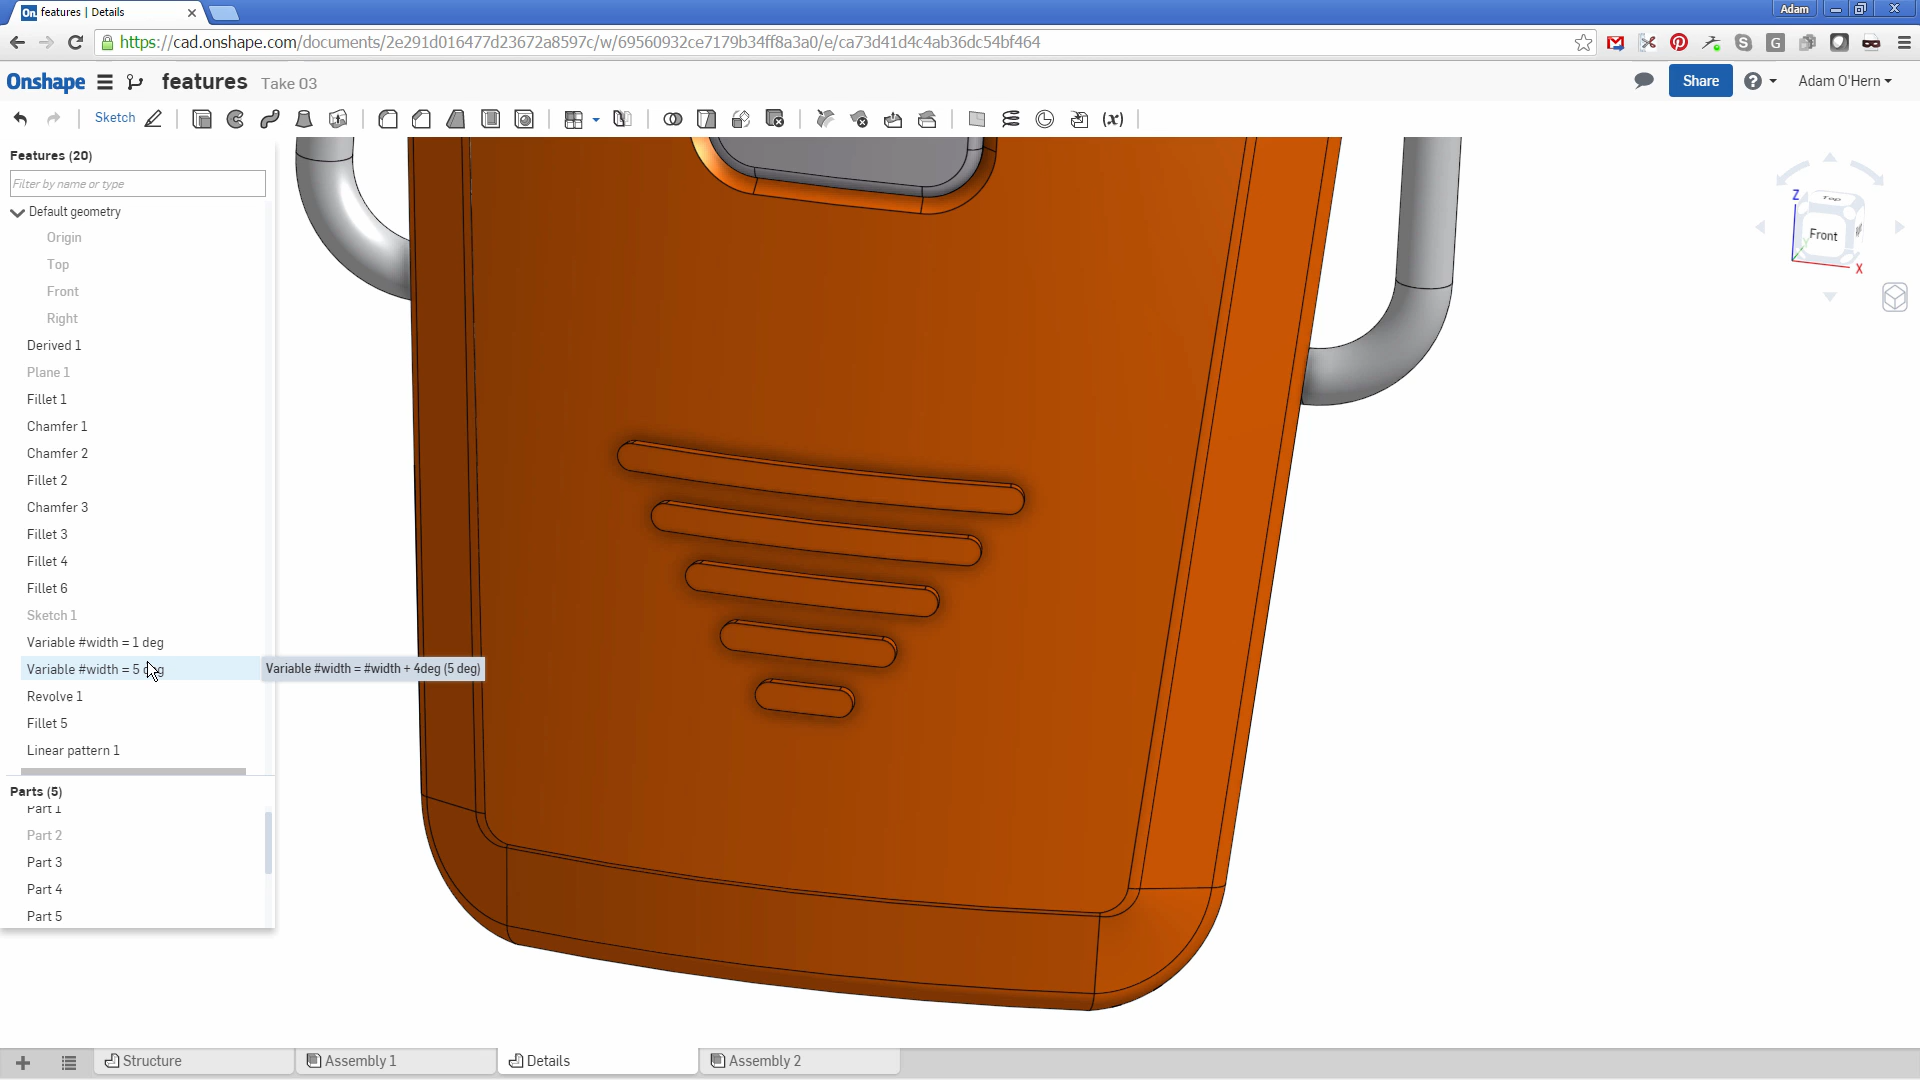 features | Details
Adam
https://cad.onshape.com/documents/2e291d016477d23672a8597c/w/69560932ce7179b34ff8a3a0/e/ca73d41d4c4ab36dc54bf464
Onshape
features Take 03
Share
Adam O'Hern
Sketch
(x)
Features (20)
Filter by name or type
Default geometry
Origin
Top
Front
Right
Derived 1
Plane 1
Fillet 1
Chamfer 1
Chamfer 2
Fillet 2
Chamfer 3
Fillet 3
Fillet 4
Fillet 6
Sketch 1
Variable #width = 1 deg
Variable #width = 5 deg
Variable #width = #width + 4deg (5 deg)
Revolve 1
Fillet 5
Linear pattern 1
Parts (5)
Part 1
Part 2
Part 3
Part 4
Part 5
Z
Top
Front
Y
X
Structure
Assembly 1
Details
Assembly 2